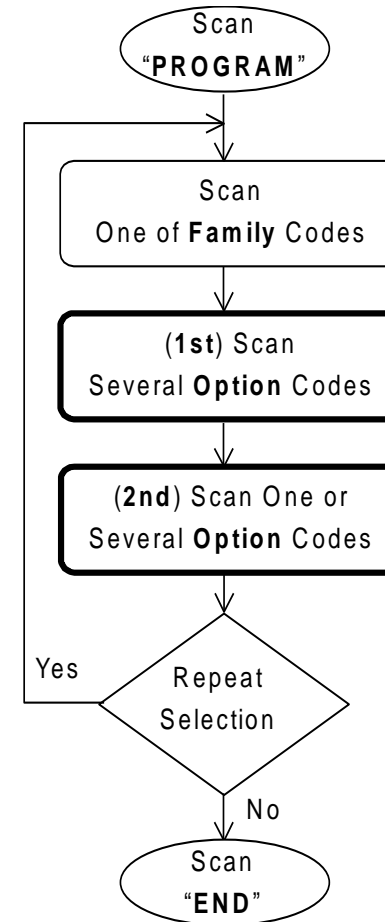 Scan
“PROGRAM”
Scan
One of Family Codes
(1st) Scan
Several Option Codes
(2nd) Scan One or
Several Option Codes
Yes
Repeat
Selection
No
Scan
“END”